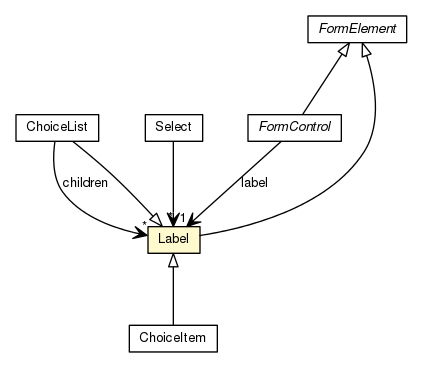 FormElement
ChoiceList
Select
FormControl
children
label
*
*
1
Label
ChoiceItem